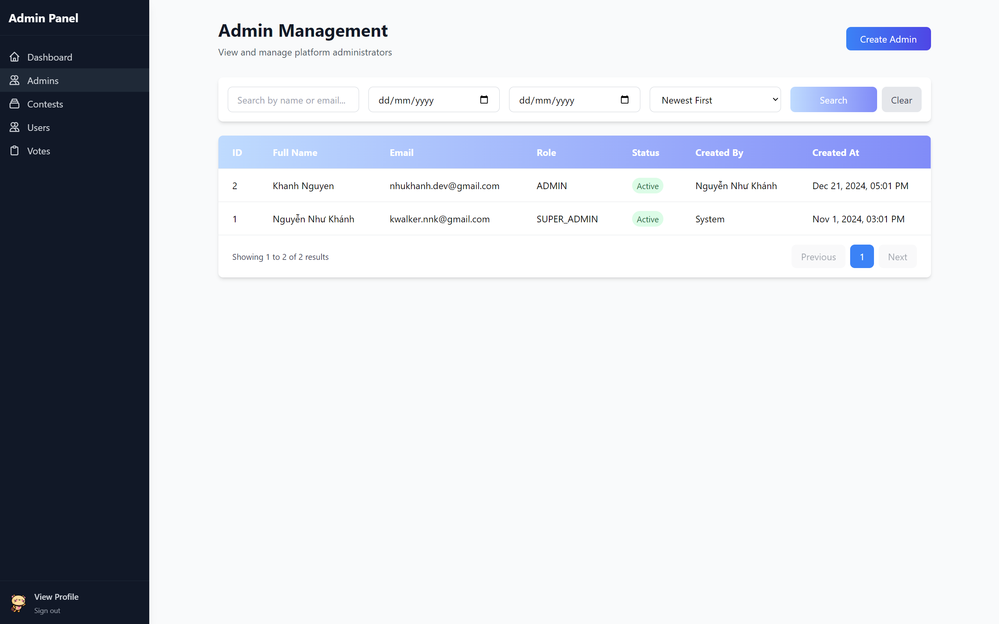 Admin Panel
Dashboard
Admins
Contests
Users
Votes
View Profile
Sign out
Admin Management
View and manage platform administrators
Create Admin
Search by name or email... dd/mm/yyyy dd/mm/yyyy Newest First Search Clear
ID Full Name Email Role Status Created By Created At
2 Khanh Nguyen nhukhanh.dev@gmail.com ADMIN Active Nguyễn Như Khánh Dec 21, 2024, 05:01 PM
1 Nguyễn Như Khánh kwalker.nnk@gmail.com SUPER_ADMIN Active System Nov 1, 2024, 03:01 PM
Showing 1 to 2 of 2 results Previous 1 Next